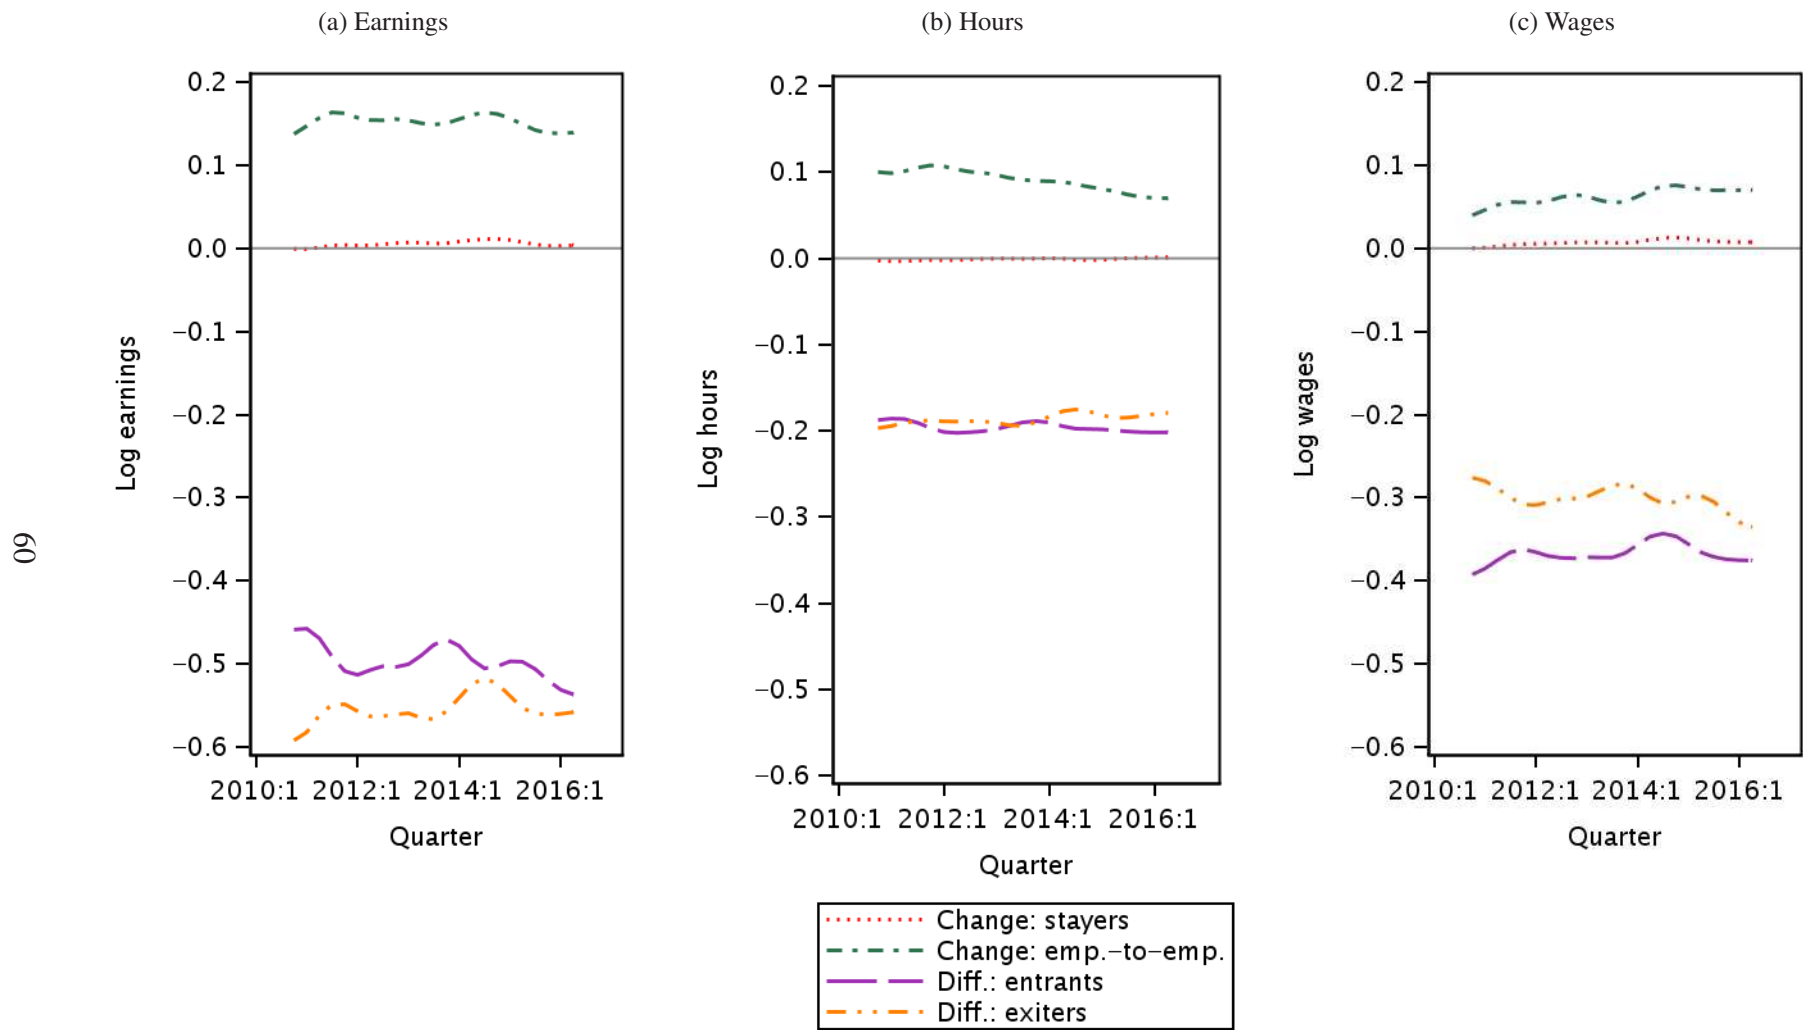 (a) Earnings
(b) Hours
(c) Wages
0.2
0.1
0.0
−0.1
−0.2
−0.3
−0.4
−0.5
−0.6
Log earnings
2010:1 2012:1 2014:1 2016:1
Quarter
0.2
0.1
0.0
−0.1
−0.2
−0.3
−0.4
−0.5
−0.6
Log hours
2010:1 2012:1 2014:1 2016:1
Quarter
0.2
0.1
0.0
−0.1
−0.2
−0.3
−0.4
−0.5
−0.6
Log wages
2010:1 2012:1 2014:1 2016:1
Quarter
Change: stayers
Change: emp.−to−emp.
Diff.: entrants
Diff.: exiters
60